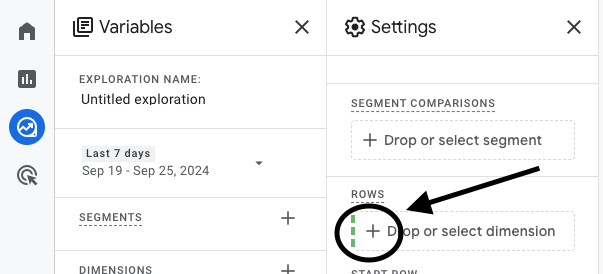 Variables
EXPLORATION NAME:
Untitled exploration
Last 7 days
Sep 19 - Sep 25, 2024
SEGMENTS
DIMENSIONS
Settings
SEGMENT COMPARISONS
Drop or select segment
ROWS
Drop or select dimension
START ROW